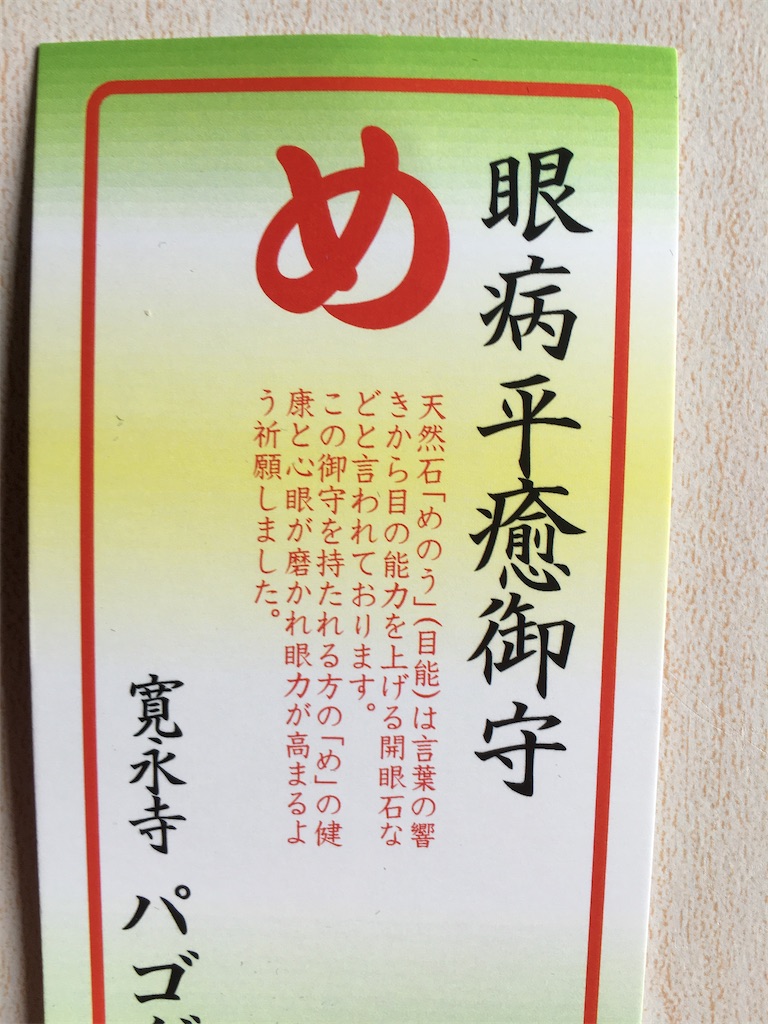 眼病平癒御守
め
天然石「めのう」(目能)は言葉の響
きから目の能力を上げる開眼石な
どと言われております。
この御守を持たれる方の「め」の健
康と心眼が磨かれ眼力が高まるよ
う祈願しました。
寛永寺 パゴダ